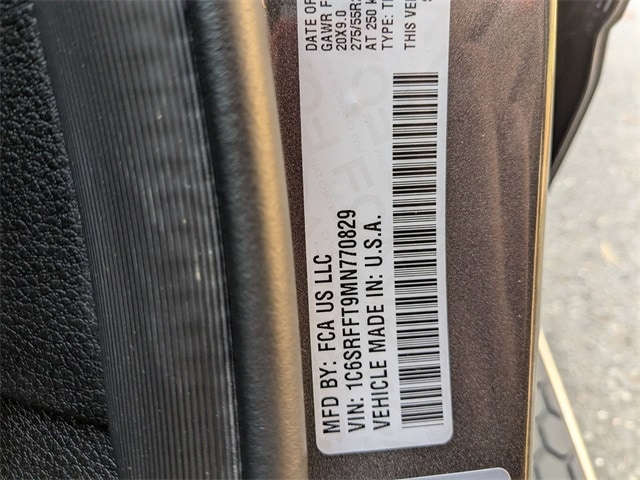 MFD BY: FCA US LLC
VIN: 1C6SRFFT9MN770829
VEHICLE MADE IN: U.S.A.
DATE OF
GAWR F
20X9.0
275/55R
AT 250 k
TYPE:
THIS VE